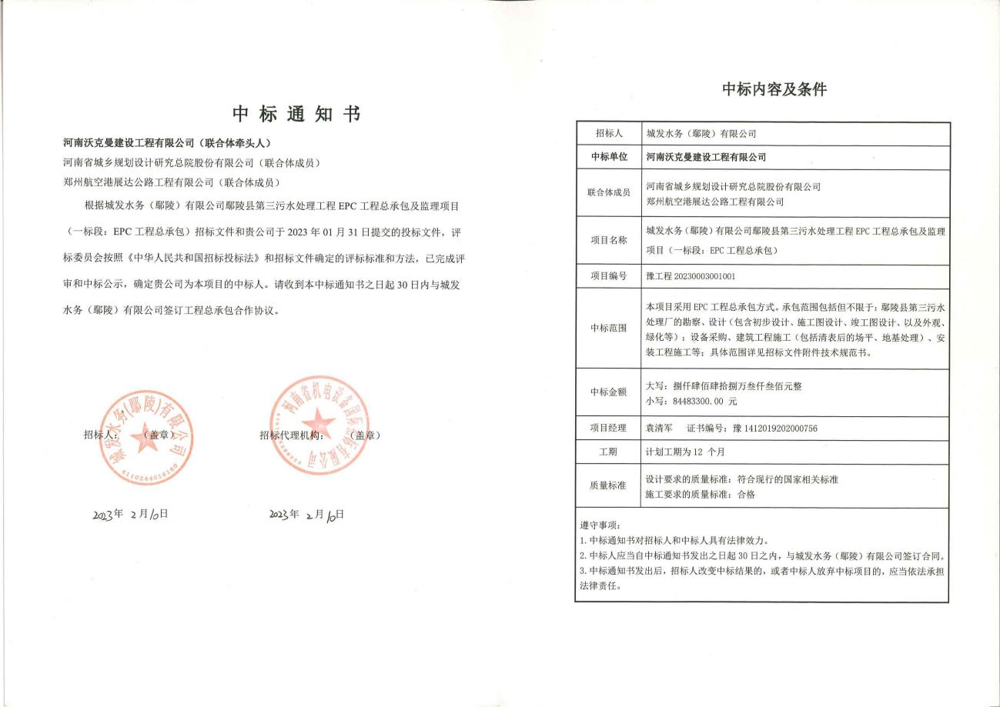 中标通知书
河南沃克曼建设工程有限公司（联合体牵头人）
河南省城乡规划设计研究总院股份有限公司（联合体成员）
郑州航空港展达公路工程有限公司（联合体成员）
根据城发水务（鄢陵）有限公司鄢陵县第三污水处理工程 EPC 工程总承包及监理项目
（一标段：EPC 工程总承包）招标文件和贵公司于 2023 年 01 月 31 日提交的投标文件，评
标委员会按照《中华人民共和国招标投标法》和招标文件确定的评标标准和方法，已完成评
审和中标公示，确定贵公司为本项目的中标人。请收到本中标通知书之日起 30 日内与城发
水务（鄢陵）有限公司签订工程总承包合作协议。
城发水务(鄢陵)有限公司
招标人： （盖章）
4110244016160
河南省机电设备国际招标有限公司
招标代理机构： （盖章）
2023年 2月10日
2023年 2月10日
中标内容及条件
招标人 城发水务（鄢陵）有限公司
中标单位 河南沃克曼建设工程有限公司
联合体成员 河南省城乡规划设计研究总院股份有限公司
郑州航空港展达公路工程有限公司
项目名称 城发水务（鄢陵）有限公司鄢陵县第三污水处理工程 EPC 工程总承包及监理
项目（一标段：EPC 工程总承包）
项目编号 豫工程 20230003001001
中标范围 本项目采用 EPC 工程总承包方式。承包范围包括但不限于：鄢陵县第三污水
处理厂的勘察、设计（包含初步设计、施工图设计、竣工图设计、以及外观、
绿化等）；设备采购、建筑工程施工（包括清表后的场平、地基处理）、安
装工程施工等；具体范围详见招标文件附件技术规范书。
中标金额 大写：捌仟肆佰肆拾捌万叁仟叁佰元整
小写：84483300.00 元
项目经理 袁清军 证书编号：豫 1412019202000756
工期 计划工期为 12 个月
质量标准 设计要求的质量标准：符合现行的国家相关标准
施工要求的质量标准：合格
遵守事项：
1.中标通知书对招标人和中标人具有法律效力。
2.中标人应当自中标通知书发出之日起 30 日之内，与城发水务（鄢陵）有限公司签订合同。
3.中标通知书发出后，招标人改变中标结果的，或者中标人放弃中标项目的，应当依法承担
法律责任。